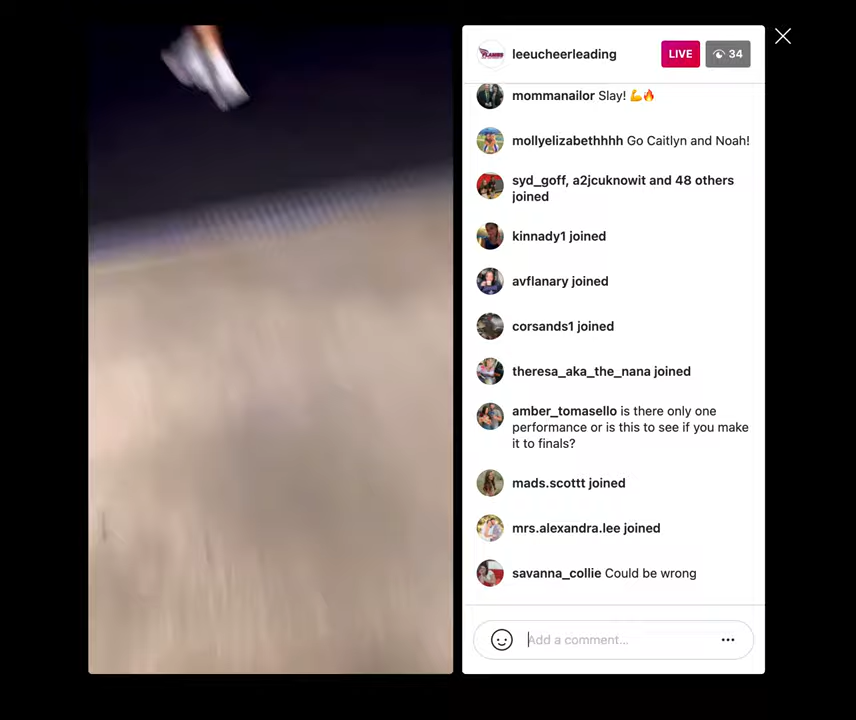 FLAMES
leeucheerleading
LIVE
34
mommanailor Slay! 💪🔥
mollyelizabethhhh Go Caitlyn and Noah!
syd_goff, a2jcuknowit and 48 others
joined
kinnady1 joined
avflanary joined
corsands1 joined
theresa_aka_the_nana joined
amber_tomasello is there only one
performance or is this to see if you make
it to finals?
mads.scottt joined
mrs.alexandra.lee joined
savanna_collie Could be wrong
Add a comment...